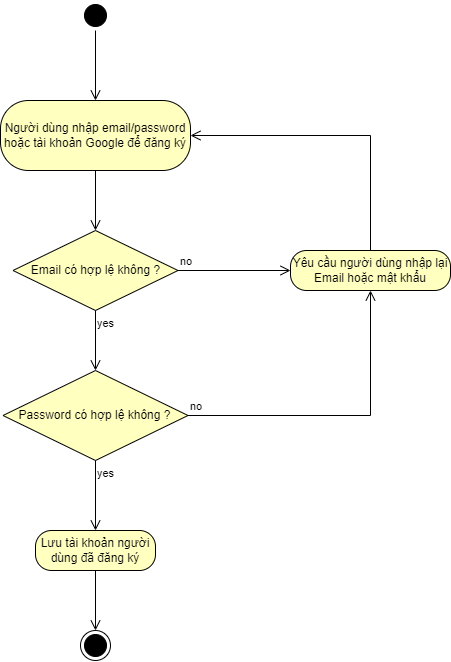 Người dùng nhập email/password
hoặc tài khoản Google để đăng ký
Email có hợp lệ không ?
no
Yêu cầu người dùng nhập lại
Email hoặc mật khẩu
yes
Password có hợp lệ không ?
no
yes
Lưu tài khoản người
dùng đã đăng ký